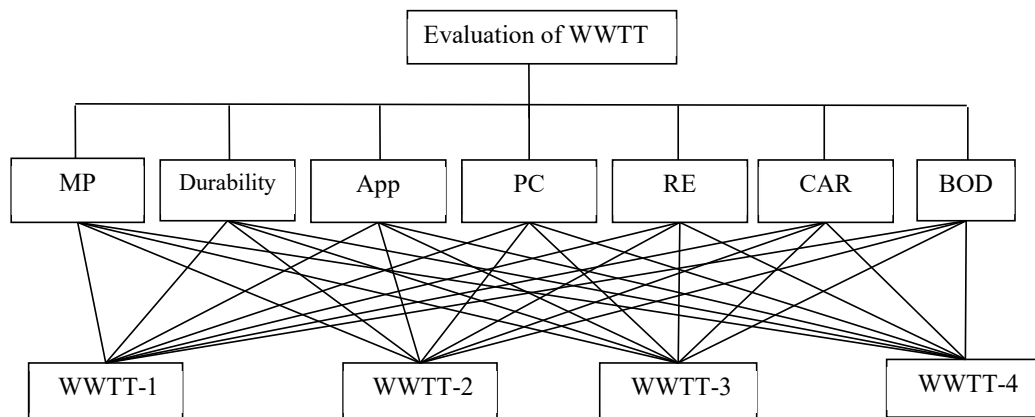 Evaluation of WWTT
MP
Durability
App
PC
RE
CAR
BOD
WWTT-1
WWTT-2
WWTT-3
WWTT-4